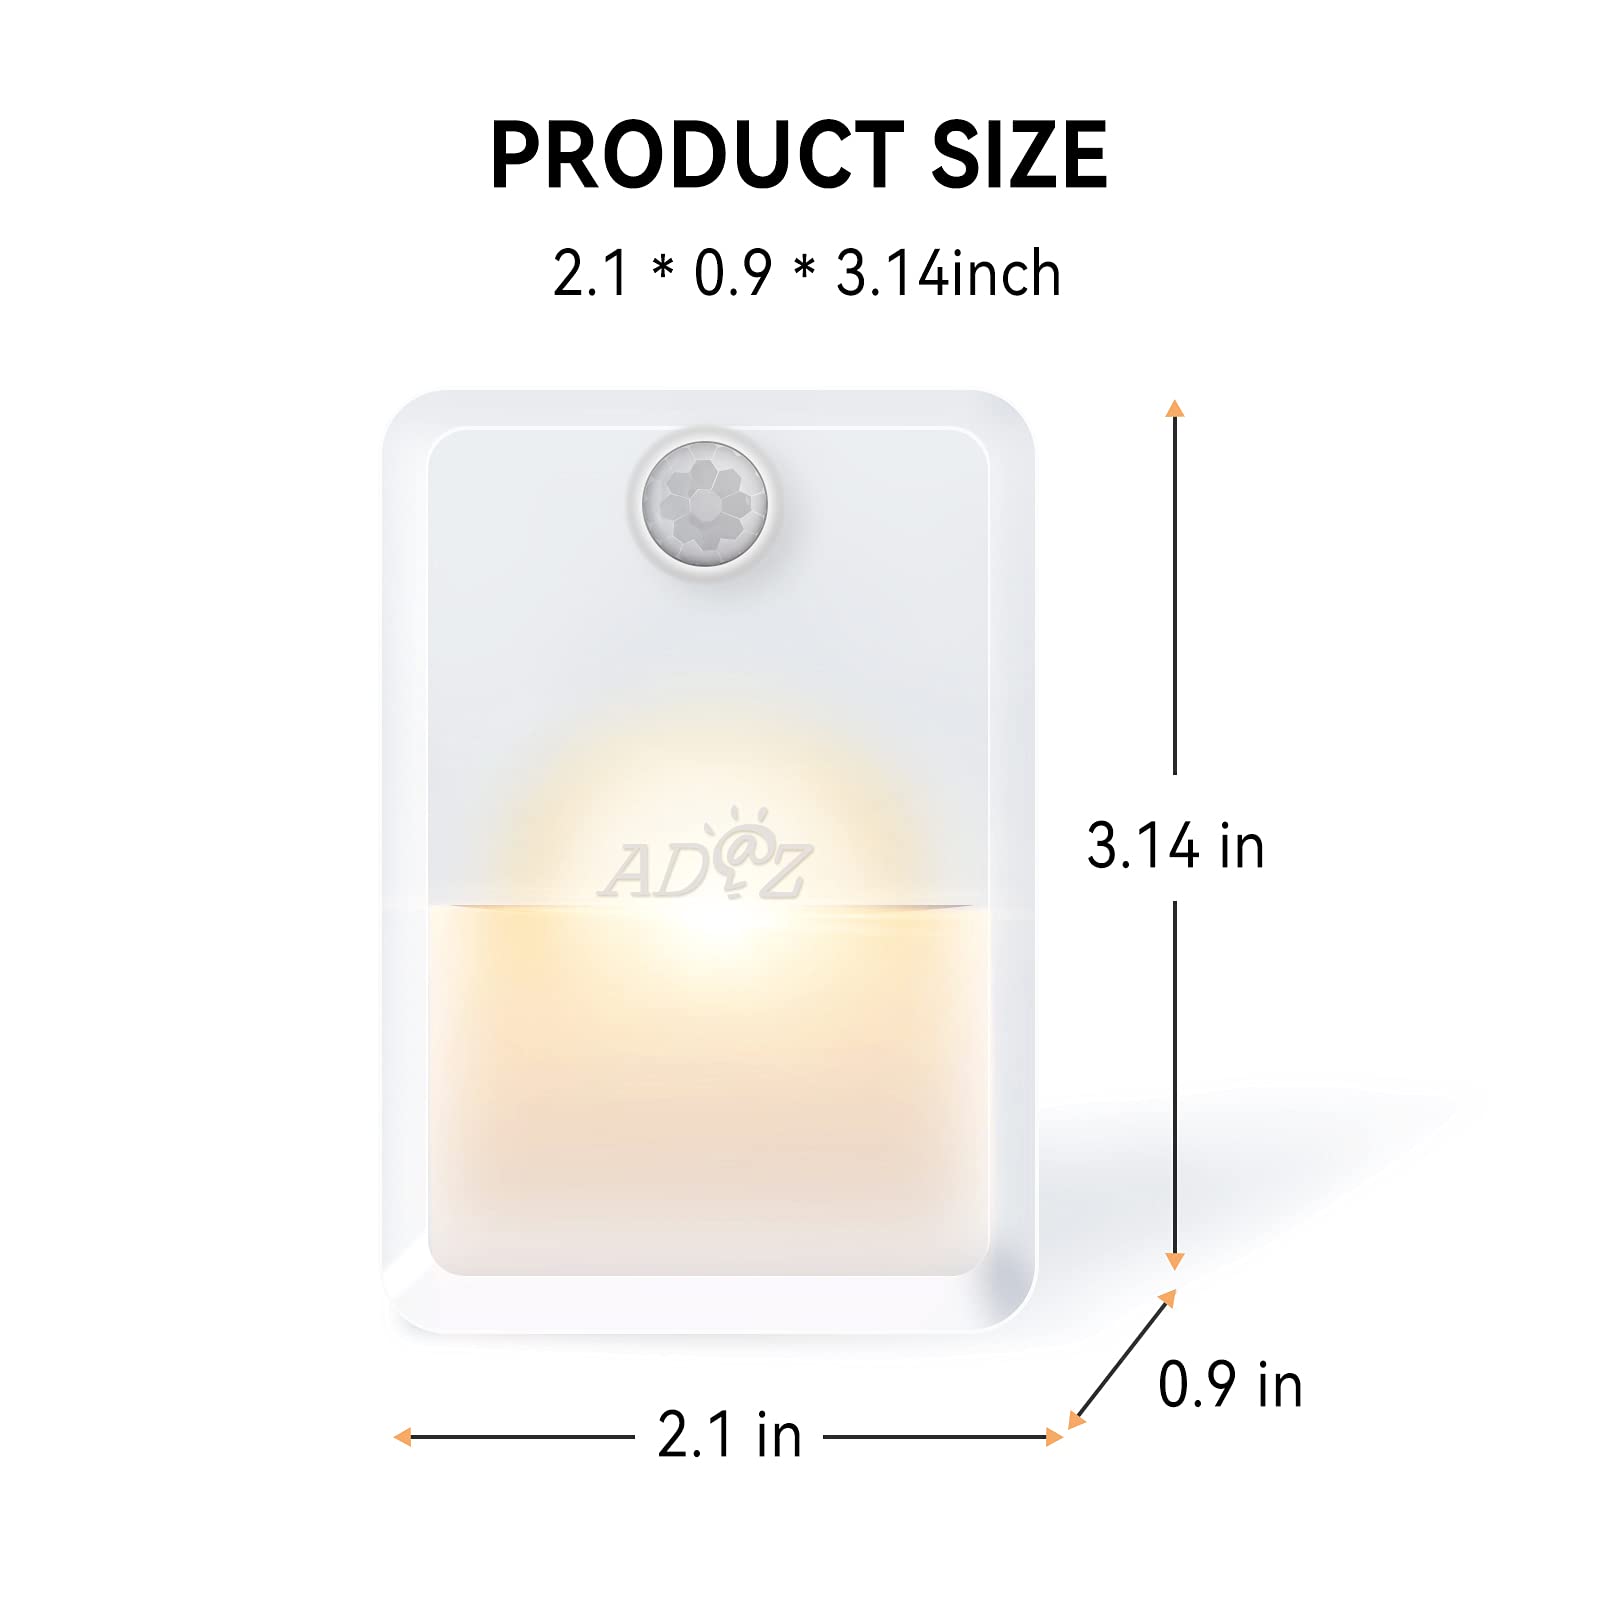 PRODUCT SIZE
2.1 * 0.9 * 3.14inch
AD@Z
3.14 in
0.9 in
2.1 in